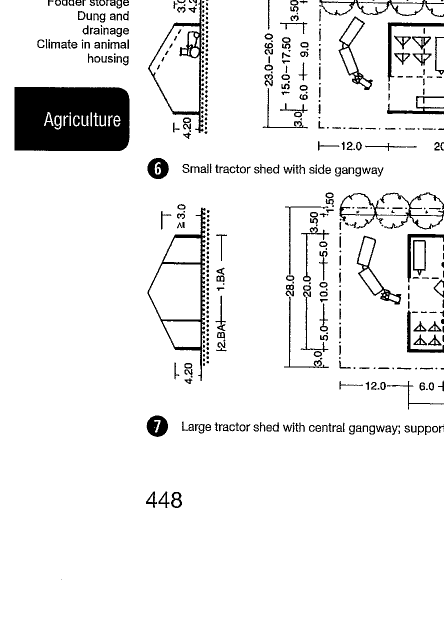 Fodder storage
Dung and
drainage
Climate in animal
housing
Agriculture
3.0
4.2
4.20
23.0–26.0
15.0–17.50
3.50
9.0
6.0
3.0
12.0
20
6 Small tractor shed with side gangway
≥ 3.0
1.BA
2.BA
4.20
28.0
20.0
3.50
1.50
5.0
10.0
5.0
3.0
12.0
6.0
7 Large tractor shed with central gangway; suppor
448